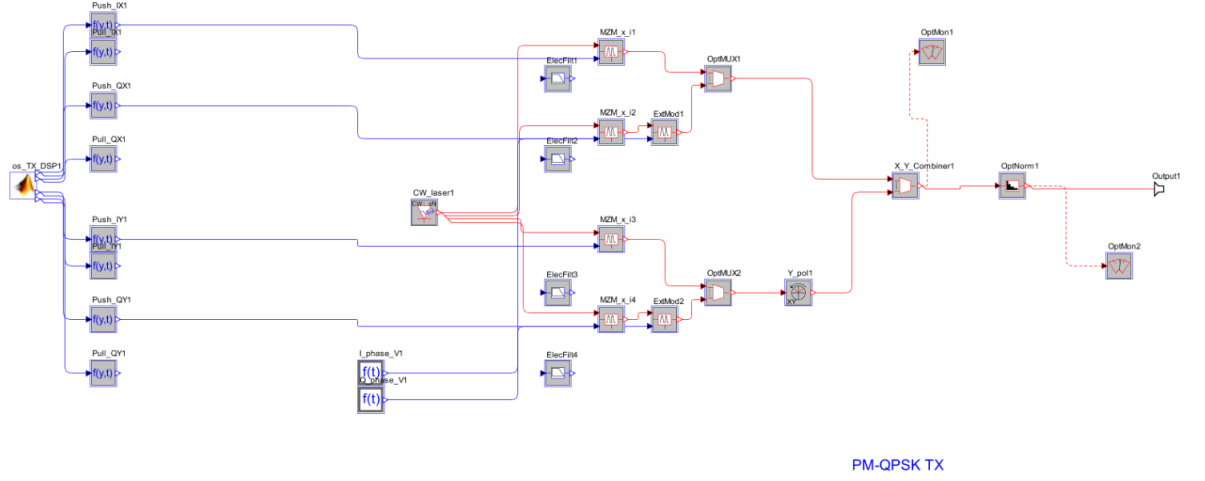 Push_IX1
f(y,t)
Pull_IX1
f(y,t)
Push_QX1
f(y,t)
Pull_QX1
f(y,t)
os_TX_DSP1
Push_IY1
f(y,t)
Pull_IY1
f(y,t)
Push_QY1
f(y,t)
Pull_QY1
f(y,t)
I_phase_V1
f(t)
Q_phase_V1
f(t)
CW_laser1
MZM_x_i1
ElecFilt1
MZM_x_i2
ExtMod1
ElecFilt2
MZM_x_i3
ElecFilt3
MZM_x_i4
ExtMod2
ElecFilt4
OptMUX1
OptMUX2
Y_pol1
XY
OptMon1
X_Y_Combiner1
OptNorm1
OptMon2
Output1
PM-QPSK TX